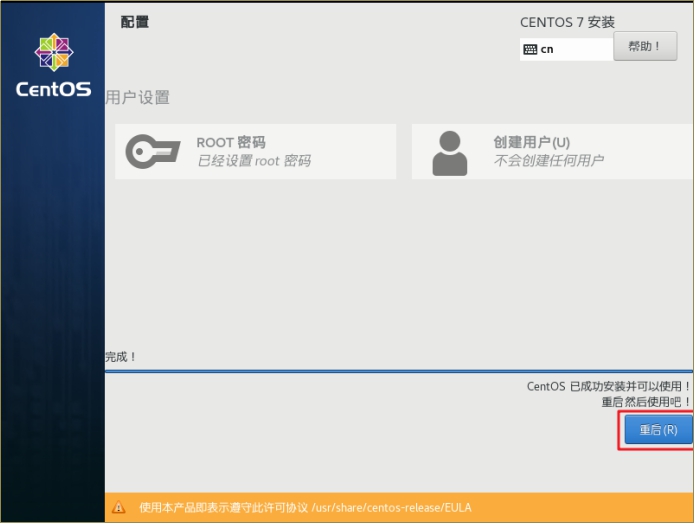 配置
CENTOS 7 安装
cn
帮助！
CentOS
用户设置
ROOT 密码
已经设置 root 密码
创建用户(U)
不会创建任何用户
完成！
CentOS 已成功安装并可以使用！
重启然后使用吧！
重启(R)
使用本产品即表示遵守此许可协议 /usr/share/centos-release/EULA